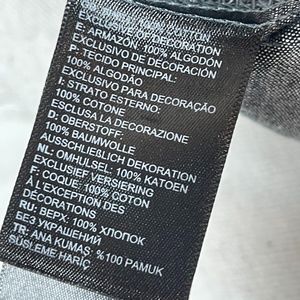 COTTON
EXCLUSIVE OF DECORATION
E: ARMAZÓN: 100% ALGODÓN
EXCLUSIVO DE DECORACIÓN
P: TECIDO PRINCIPAL:
100% ALGODÃO
EXCLUSIVO PARA DECORAÇÃO
I: STRATO ESTERNO:
100% COTONE
ESCLUSA LA DECORAZIONE
D: OBERSTOFF:
100% BAUMWOLLE
AUSSCHLIEẞLICH DEKORATION
NL: OMHULSEL: 100% KATOEN
EXCLUSIEF VERSIERING
F: COQUE: 100% COTON
À L'EXCEPTION DES
DÉCORATIONS
RU: ВЕРХ: 100% ХЛОПОК
БЕЗ УКРАШЕНИЙ
TR: ANA KUMAŞ: %100 PAMUK
SÜSLEME HARİÇ